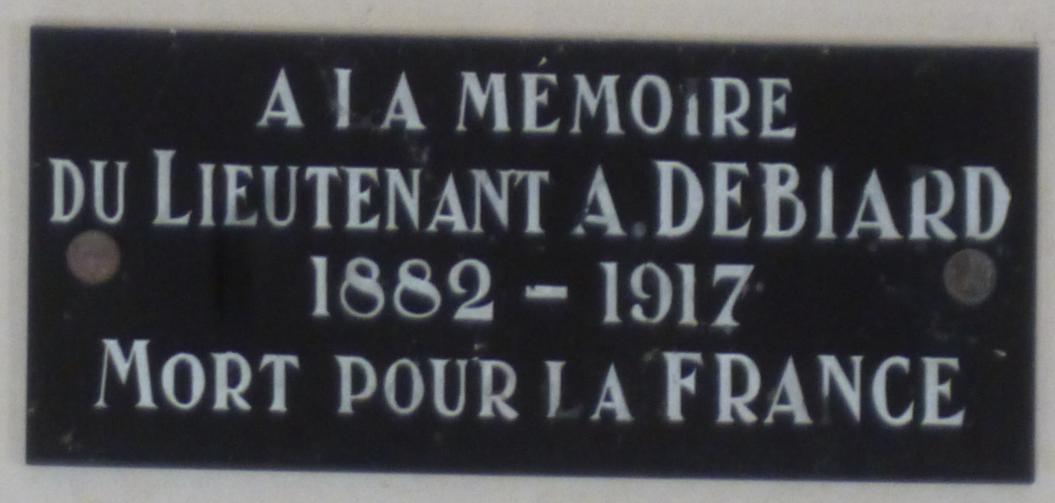 A LA MÉMOIRE
DU LIEUTENANT A. DEBIARD
1882 - 1917
MORT POUR LA FRANCE